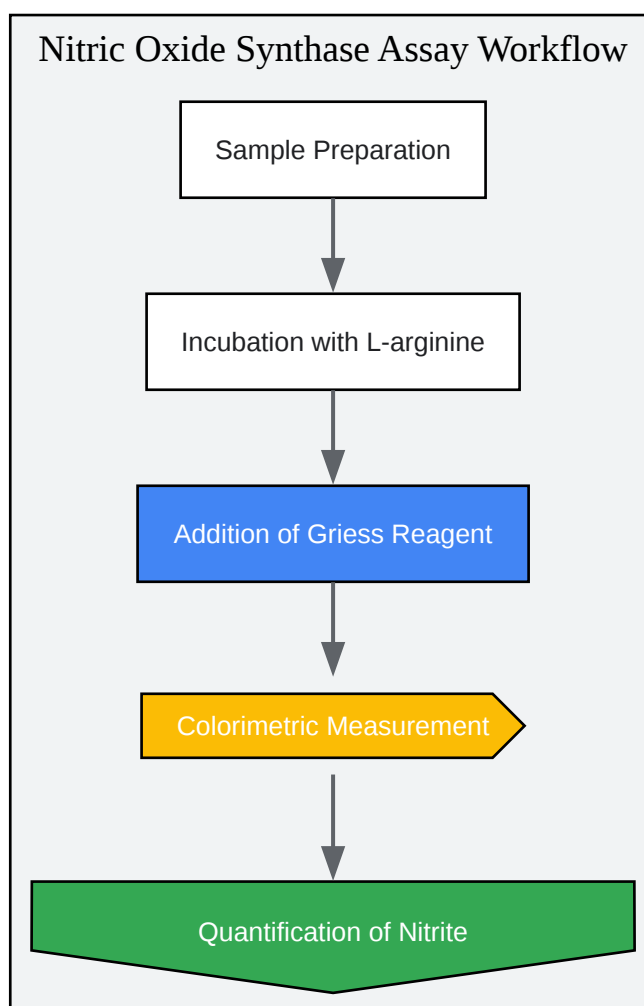 Nitric Oxide Synthase Assay Workflow
Sample Preparation
Incubation with L-arginine
Addition of Griess Reagent
Colorimetric Measurement
Quantification of Nitrite